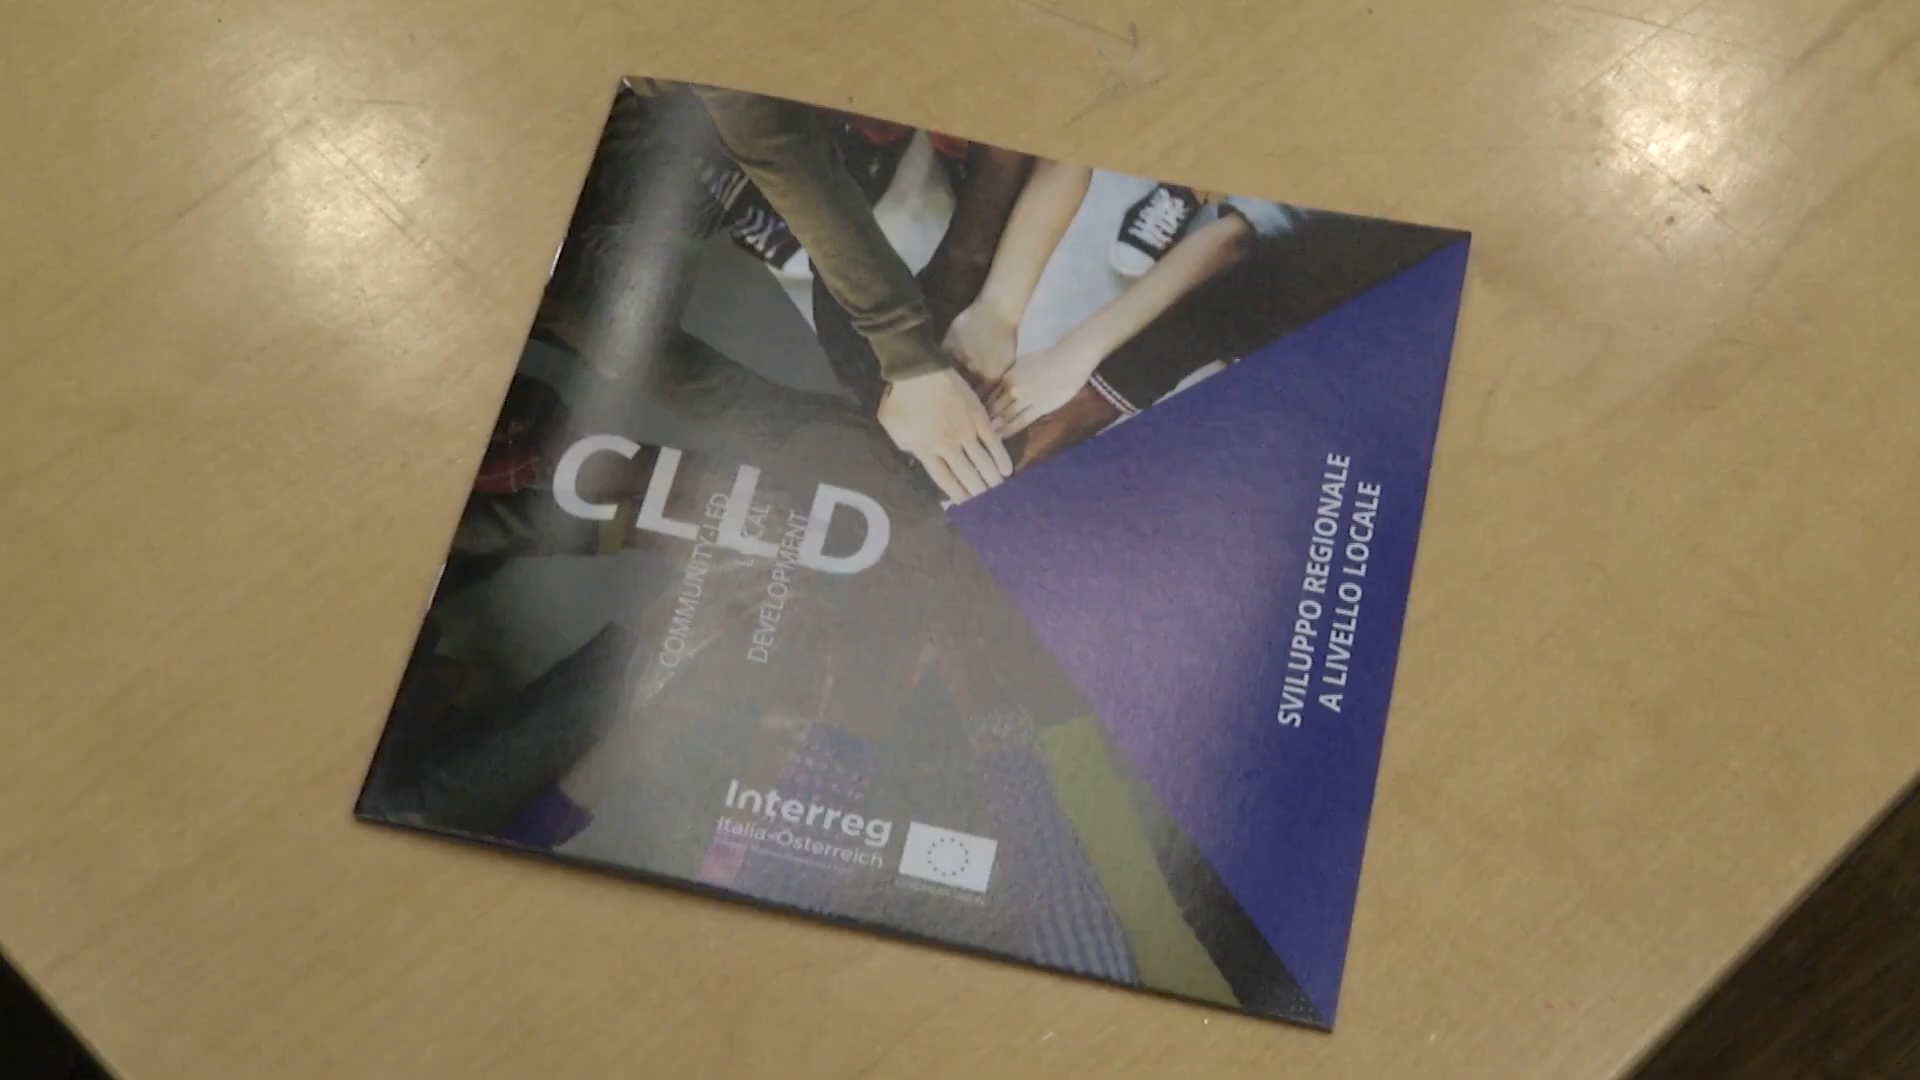 CLLD
COMMUNITY-LED
LOCAL
DEVELOPMENT
SVILUPPO REGIONALE
A LIVELLO LOCALE
Interreg
Italia-Österreich